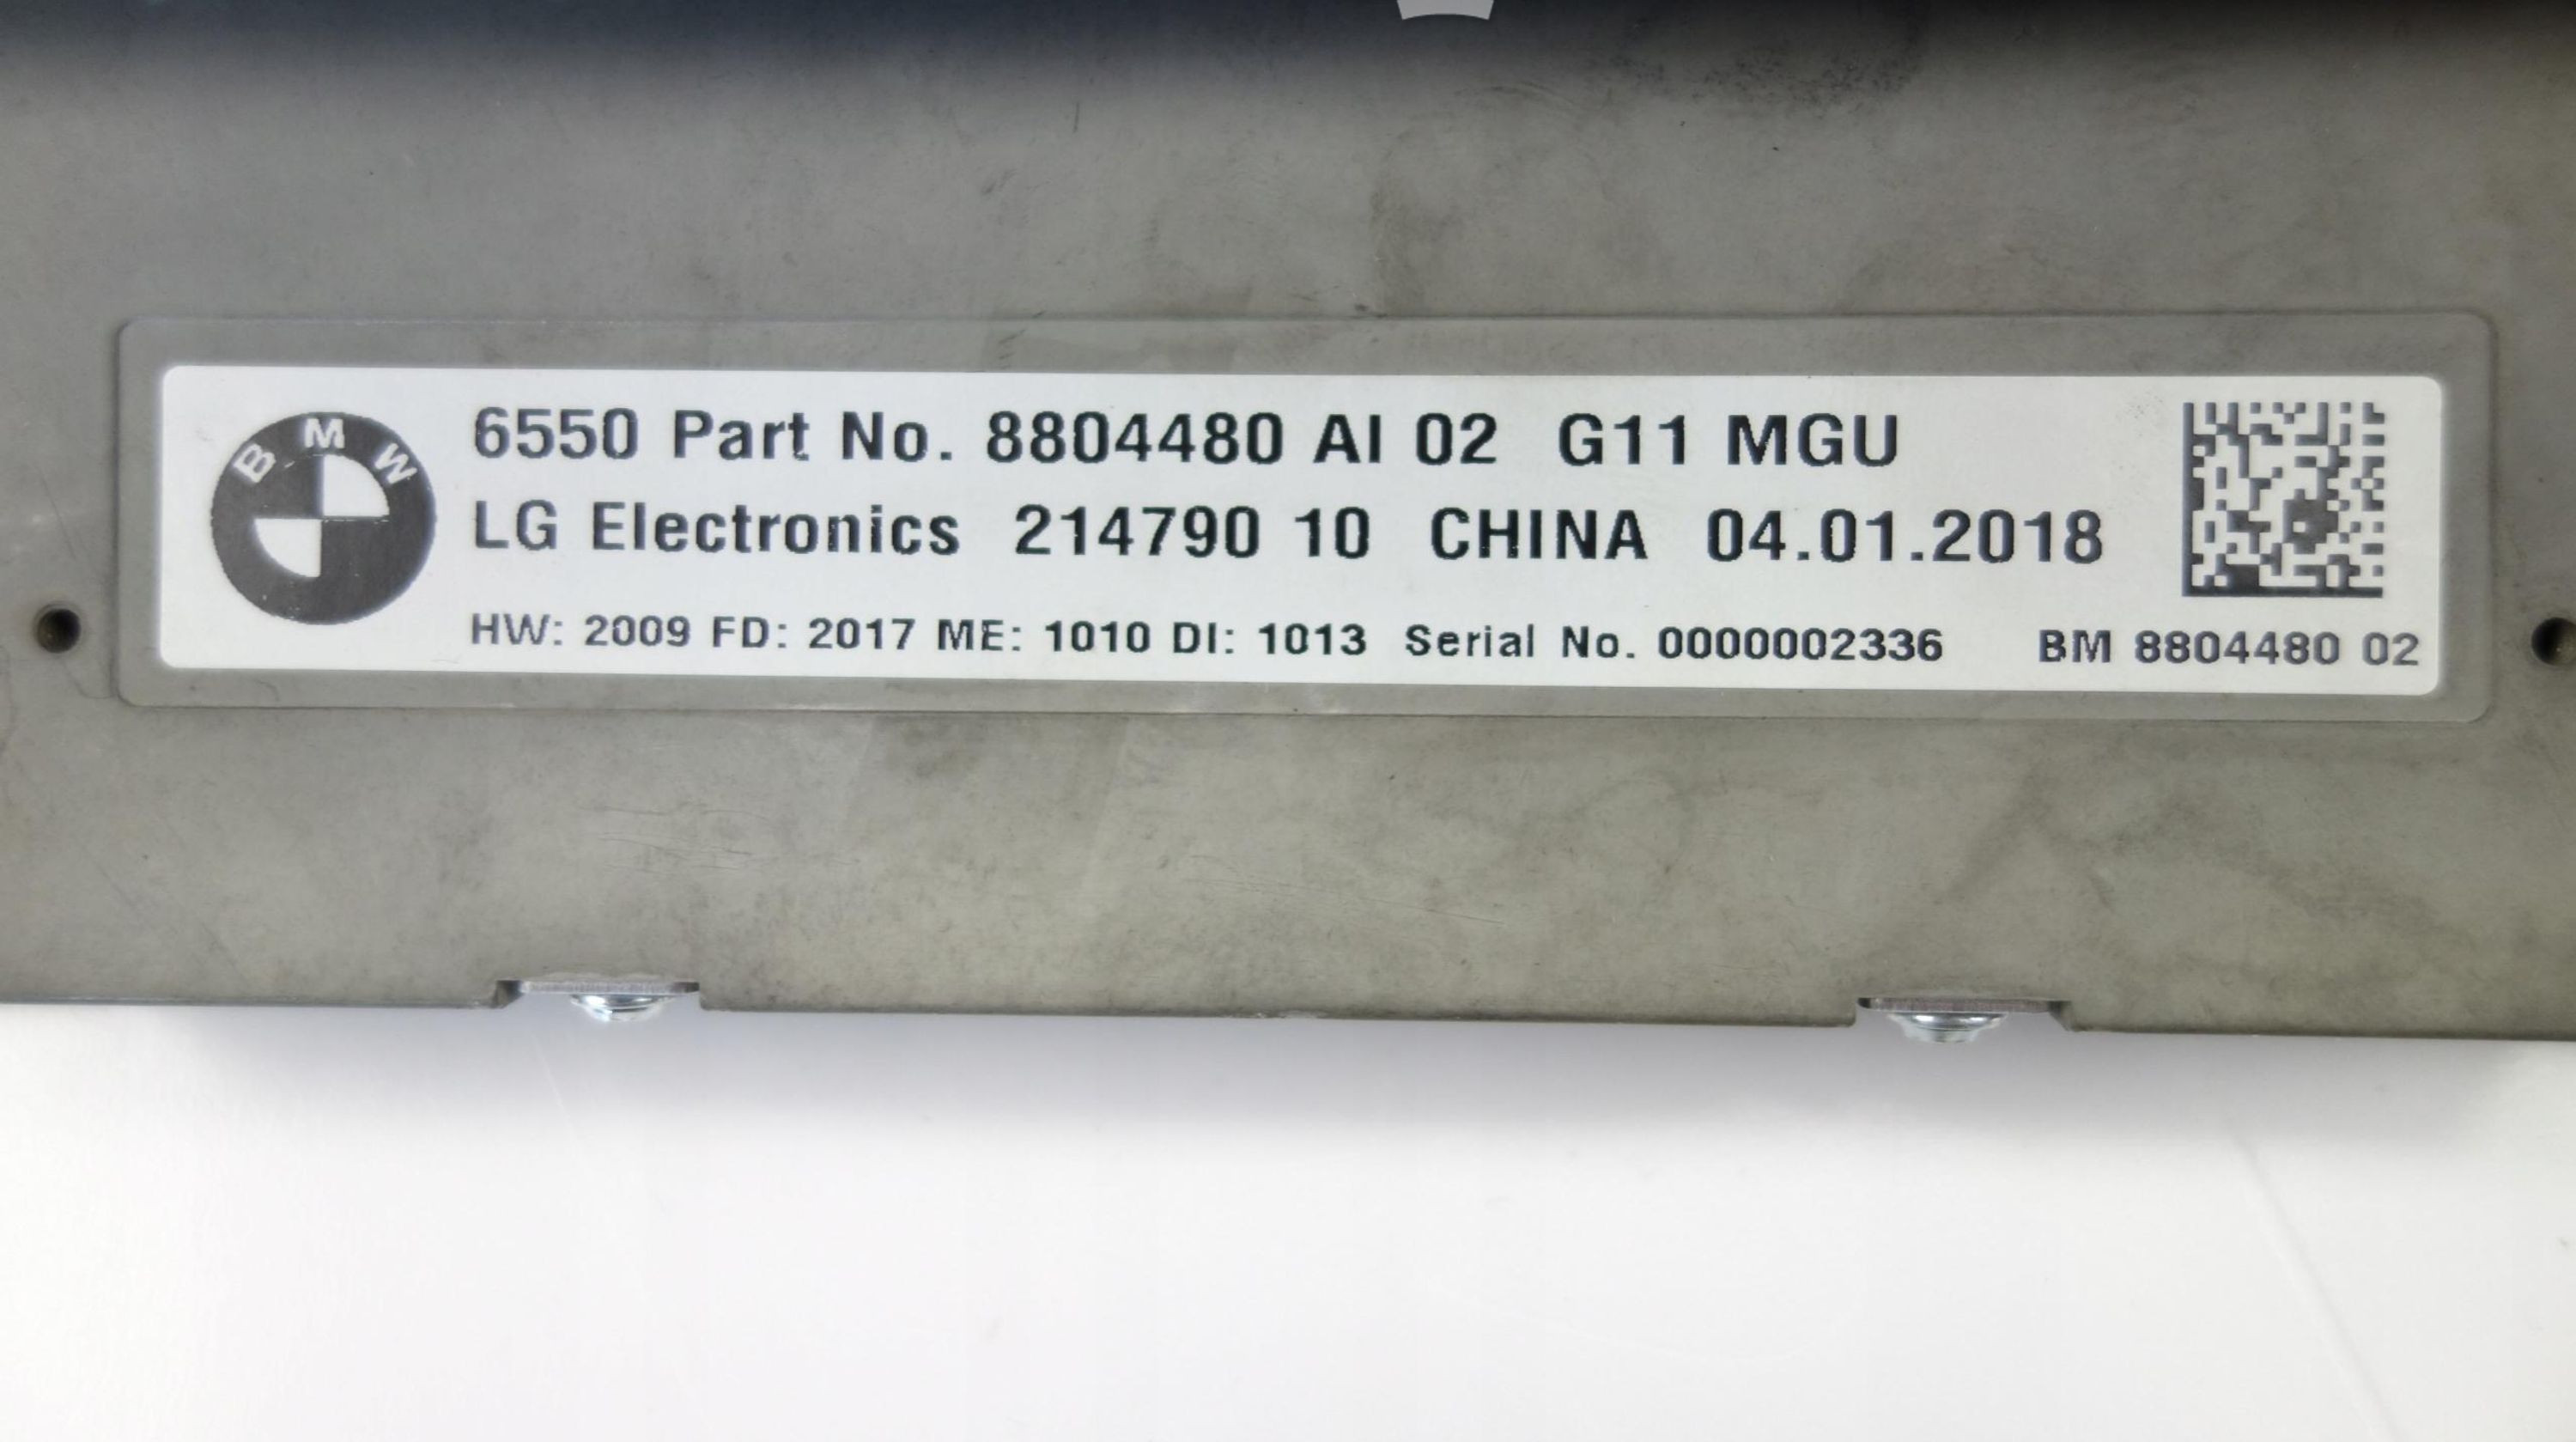 BMW
6550 Part No. 8804480 AI 02 G11 MGU
LG Electronics 214790 10 CHINA 04.01.2018
HW: 2009 FD: 2017 ME: 1010 DI: 1013 Serial No. 0000002336 BM 8804480 02